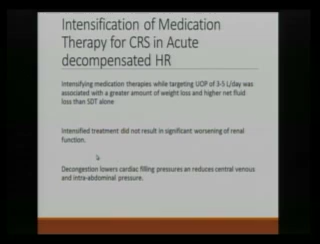 Intensification of Medication
Therapy for CRS in Acute
decompensated HR
Intensifying medication therapies while targeting UOP of 3-5 L/day was
associated with a greater amount of weight loss and higher net fluid
loss than SDT alone
Intensified treatment did not result in significant worsening of renal
function.
Decongestion lowers cardiac filling pressures an reduces central venous
and intra-abdominal pressure.